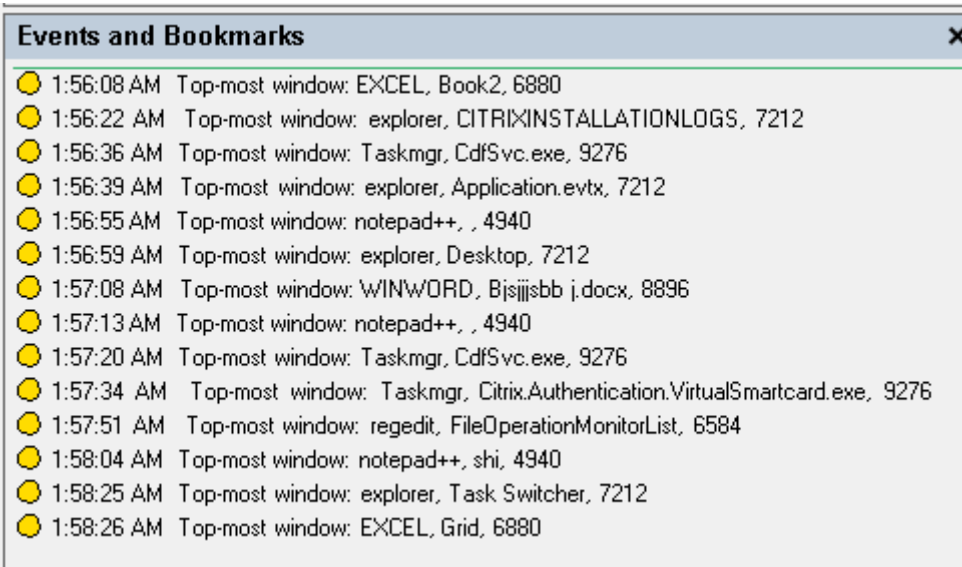 Events and Bookmarks
1:56:08 AM Top-most window: EXCEL, Book2, 6880
1:56:22 AM Top-most window: explorer, CITRIXINSTALLATIONLOGS, 7212
1:56:36 AM Top-most window: Taskmgr, CdfSvc.exe, 9276
1:56:39 AM Top-most window: explorer, Application.evtx, 7212
1:56:55 AM Top-most window: notepad++, , 4940
1:56:59 AM Top-most window: explorer, Desktop, 7212
1:57:08 AM Top-most window: WINWORD, Bjsjjjsbb j.docx, 8896
1:57:13 AM Top-most window: notepad++, , 4940
1:57:20 AM Top-most window: Taskmgr, CdfSvc.exe, 9276
1:57:34 AM Top-most window: Taskmgr, Citrix.Authentication.VirtualSmartcard.exe, 9276
1:57:51 AM Top-most window: regedit, FileOperationMonitorList, 6584
1:58:04 AM Top-most window: notepad++, shi, 4940
1:58:25 AM Top-most window: explorer, Task Switcher, 7212
1:58:26 AM Top-most window: EXCEL, Grid, 6880